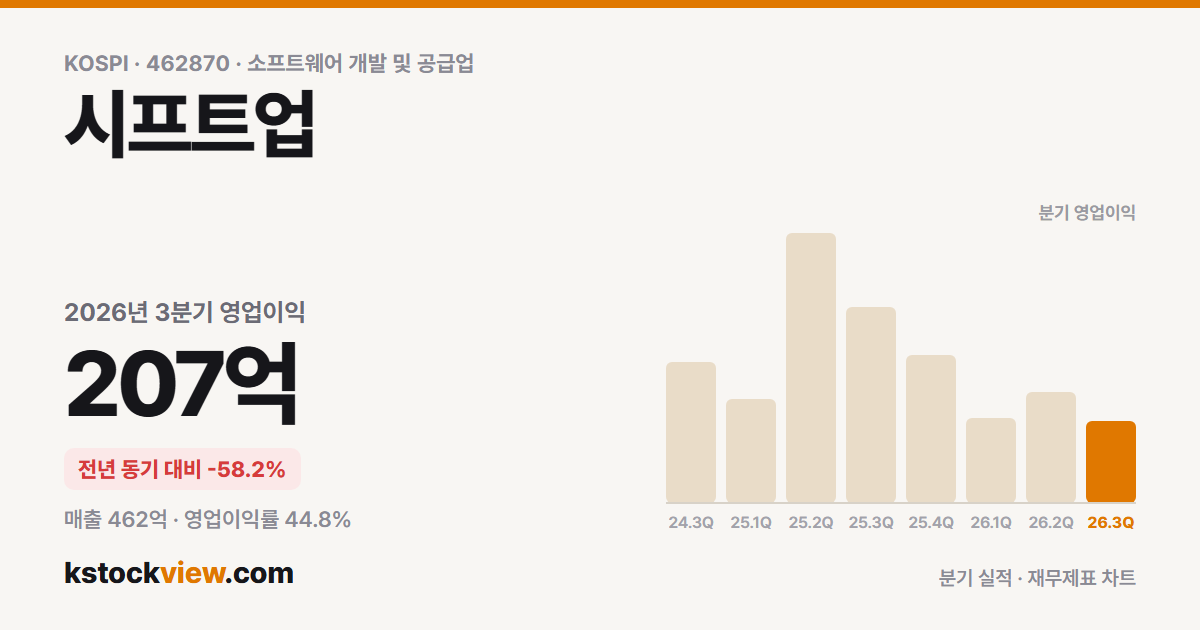 KOSPI · 462870 · 소프트웨어 개발 및 공급업
시프트업
분기 영업이익
2026년 3분기 영업이익
207억
전년 동기 대비 -58.2%
매출 462억 · 영업이익률 44.8%
24.3Q 25.1Q 25.2Q 25.3Q 25.4Q 26.1Q 26.2Q 26.3Q
kstockview.com
분기 실적 · 재무제표 차트